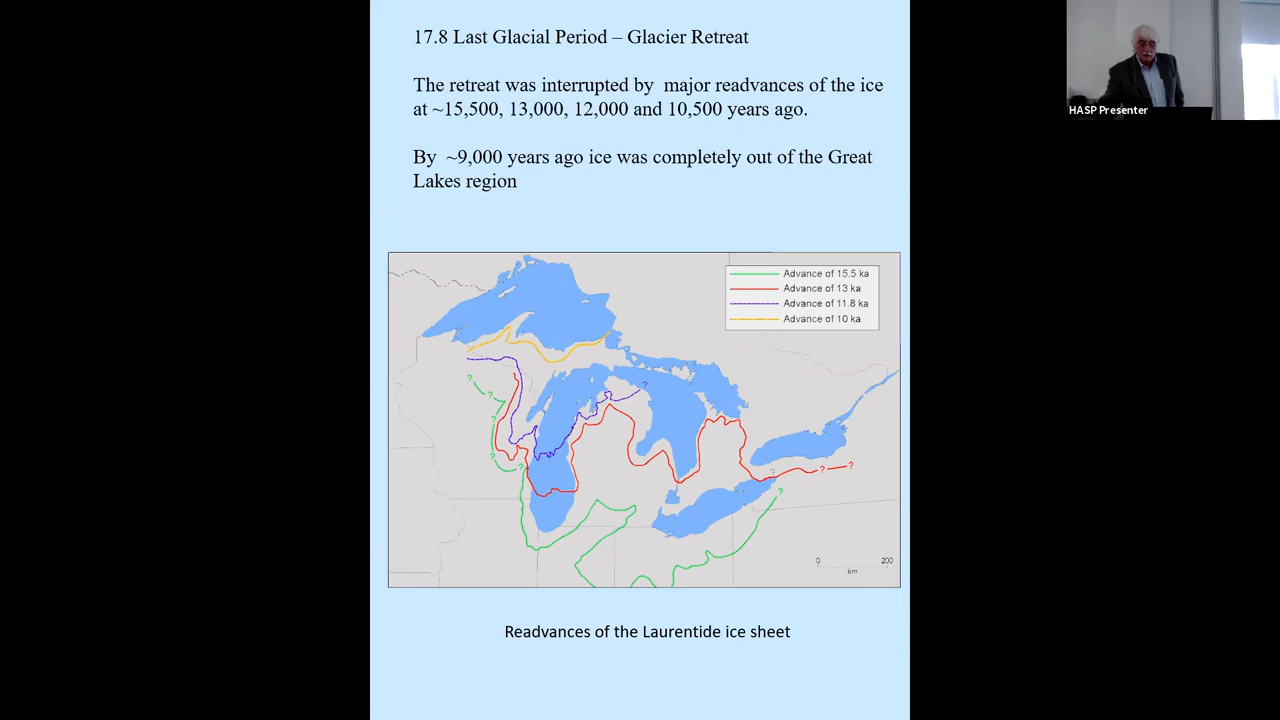 17.8 Last Glacial Period – Glacier Retreat
The retreat was interrupted by major readvances of the ice
at ~15,500, 13,000, 12,000 and 10,500 years ago.
By ~9,000 years ago ice was completely out of the Great
Lakes region
HASP Presenter
Advance of 15.5 ka
Advance of 13 ka
Advance of 11.8 ka
Advance of 10 ka
?
?
?
?
?
?
?
?
?
?
0 200
km
Readvances of the Laurentide ice sheet